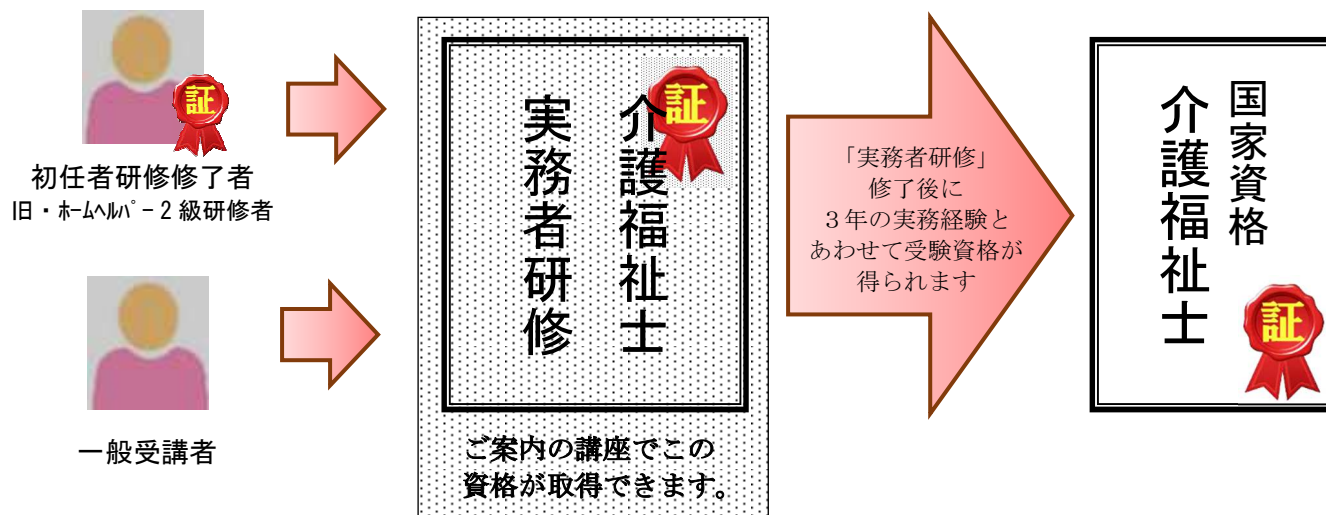 証
初任者研修修了者
旧・ﾎｰﾑﾍﾙﾊﾟｰ２級研修者
一般受講者
証
介護福祉士
実務者研修
ご案内の講座でこの
資格が取得できます。
「実務者研修」
修了後に
３年の実務経験と
あわせて受験資格が
得られます
国家資格
介護福祉士
証